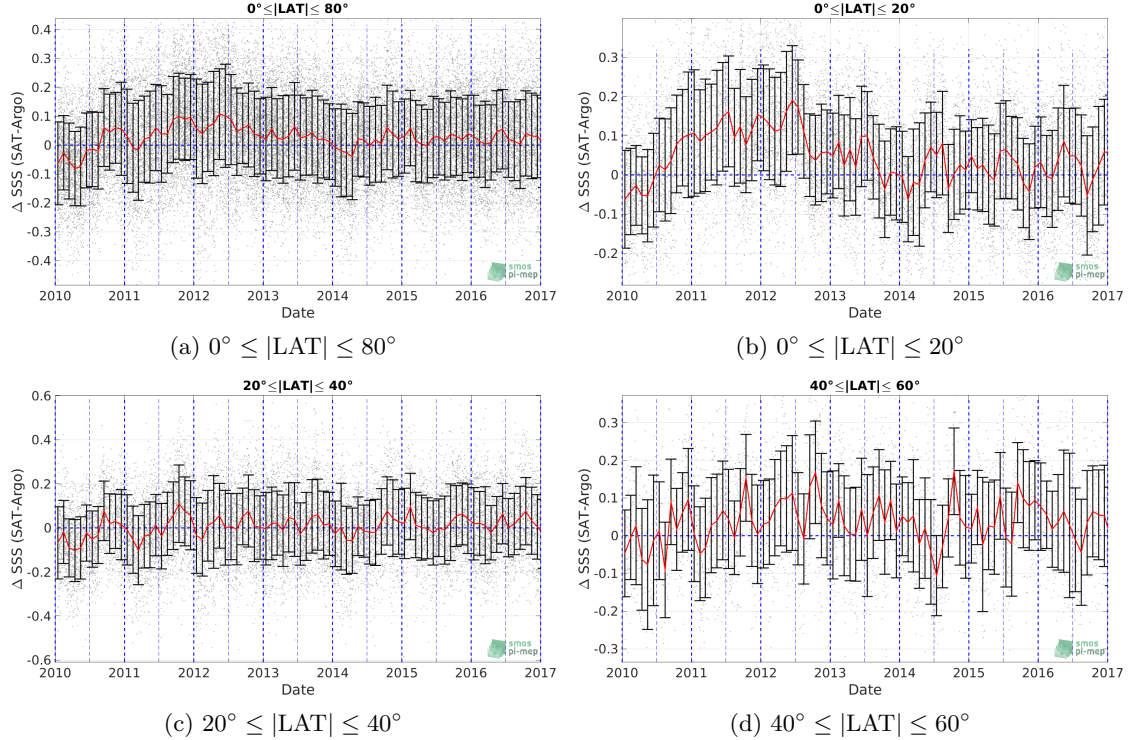 0°≤|LAT|≤ 80°
Δ SSS (SAT-Argo)
0.4
0.3
0.2
0.1
0
-0.1
-0.2
-0.3
-0.4
smos
pi-mep
2010 2011 2012 2013 2014 2015 2016 2017
Date
(a) 0° ≤ |LAT| ≤ 80°
0°≤|LAT|≤ 20°
Δ SSS (SAT-Argo)
0.3
0.2
0.1
0
-0.1
-0.2
smos
pi-mep
2010 2011 2012 2013 2014 2015 2016 2017
Date
(b) 0° ≤ |LAT| ≤ 20°
20°≤|LAT|≤ 40°
Δ SSS (SAT-Argo)
0.6
0.4
0.2
0
-0.2
-0.4
-0.6
smos
pi-mep
2010 2011 2012 2013 2014 2015 2016 2017
Date
(c) 20° ≤ |LAT| ≤ 40°
40°≤|LAT|≤ 60°
Δ SSS (SAT-Argo)
0.3
0.2
0.1
0
-0.1
-0.2
-0.3
smos
pi-mep
2010 2011 2012 2013 2014 2015 2016 2017
Date
(d) 40° ≤ |LAT| ≤ 60°